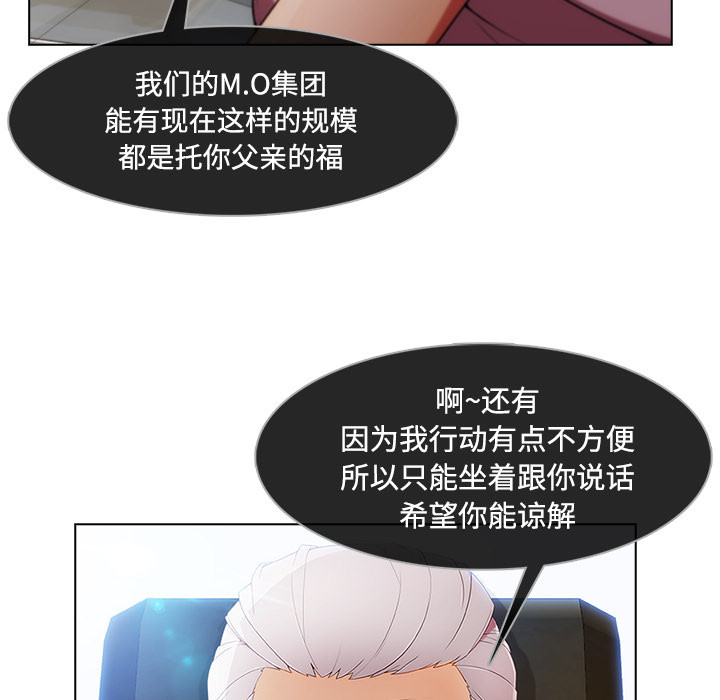 我们的M.O集团
能有现在这样的规模
都是托你父亲的福
啊~还有
因为我行动有点不方便
所以只能坐着跟你说话
希望你能谅解